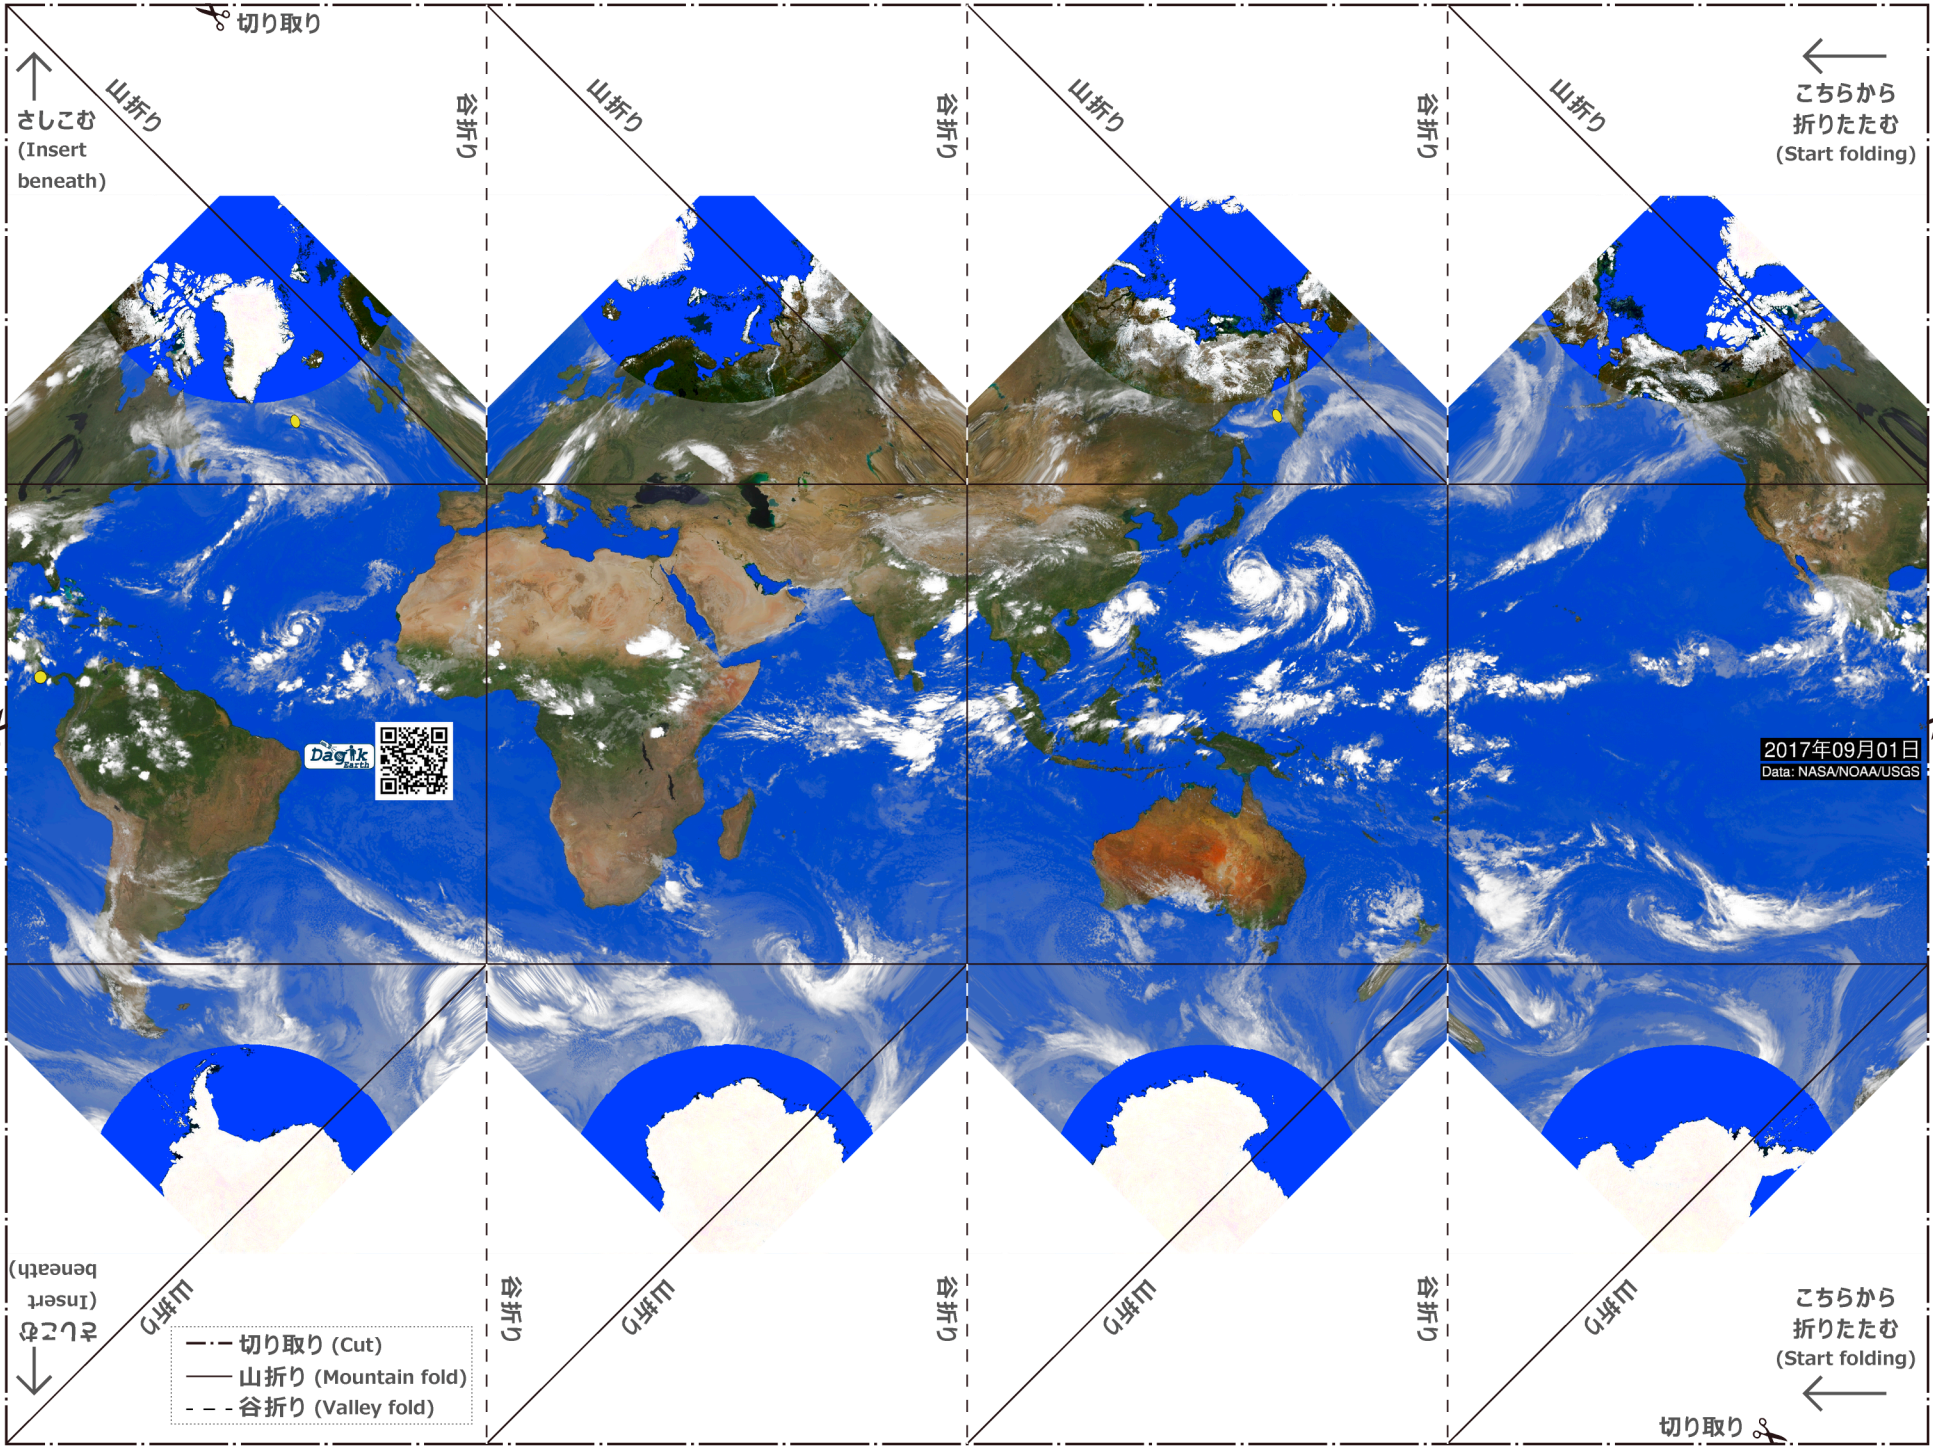 切り取り
山折り
山折り
山折り
山折り
谷折り
谷折り
谷折り
さしこむ
(Insert
beneath)
こちらから
折りたたむ
(Start folding)
Dagik
Earth
2017年09月01日
Data: NASA/NOAA/USGS
さしこむ
(Insert
beneath)
山折り
山折り
山折り
山折り
谷折り
谷折り
谷折り
こちらから
折りたたむ
(Start folding)
切り取り (Cut)
山折り (Mountain fold)
谷折り (Valley fold)
切り取り